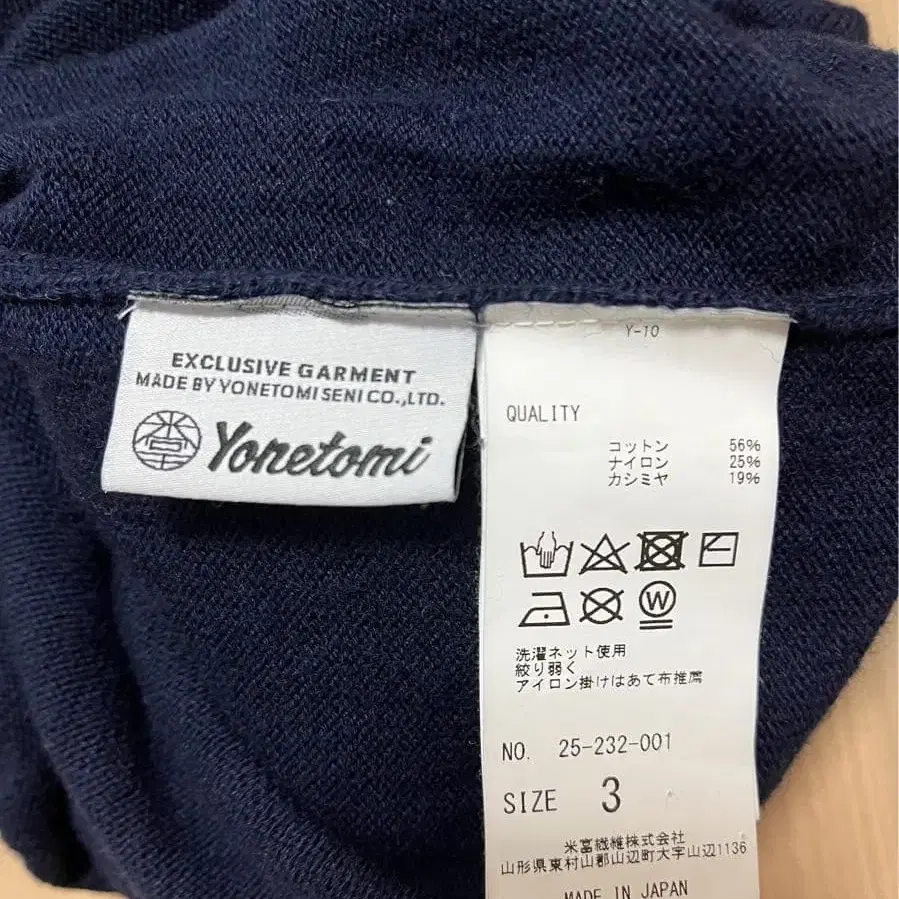 EXCLUSIVE GARMENT
MADE BY YONETOMI SENI CO.,LTD.
Yonetomi
Y-10
QUALITY
コットン 56%
ナイロン 25%
カシミヤ 19%
W
洗濯ネット使用
絞り弱く
アイロン掛けはあて布推薦
NO. 25-232-001
SIZE 3
米富繊維株式会社
山形県東村山郡山辺町大字山辺1136
MADE IN JAPAN